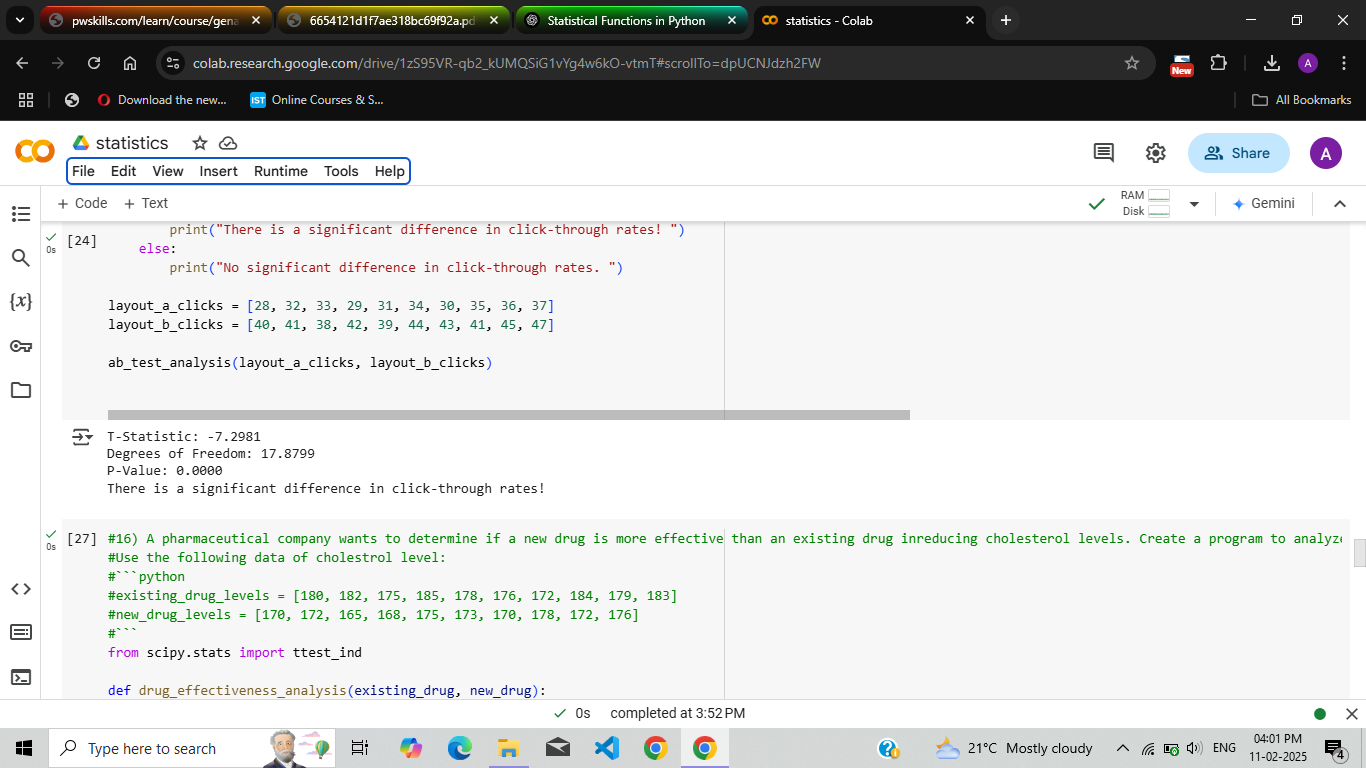 pwskills.com/learn/course/gena
6654121d1f7ae318bc69f92a.pd
Statistical Functions in Python
statistics - Colab
colab.research.google.com/drive/1zS95VR-qb2_kUMQSiG1vYg4w6kO-vtmT#scrollTo=dpUCNJdzh2FW
New
A
Download the new...
IST Online Courses & S...
All Bookmarks
statistics
File Edit View Insert Runtime Tools Help
Share
A
+ Code + Text
RAM
Disk
Gemini
0s
[24]
print("There is a significant difference in click-through rates! ")
else:
print("No significant difference in click-through rates. ")
layout_a_clicks = [28, 32, 33, 29, 31, 34, 30, 35, 36, 37]
layout_b_clicks = [40, 41, 38, 42, 39, 44, 43, 41, 45, 47]
ab_test_analysis(layout_a_clicks, layout_b_clicks)
T-Statistic: -7.2981
Degrees of Freedom: 17.8799
P-Value: 0.0000
There is a significant difference in click-through rates!
0s
[27] #16) A pharmaceutical company wants to determine if a new drug is more effective than an existing drug inreducing cholesterol levels. Create a program to analyze
#Use the following data of cholestrol level:
#```python
#existing_drug_levels = [180, 182, 175, 185, 178, 176, 172, 184, 179, 183]
#new_drug_levels = [170, 172, 165, 168, 175, 173, 170, 178, 172, 176]
#```
from scipy.stats import ttest_ind
def drug_effectiveness_analysis(existing_drug, new_drug):
0s completed at 3:52 PM
Type here to search
21°C Mostly cloudy
ENG
04:01 PM
11-02-2025
4